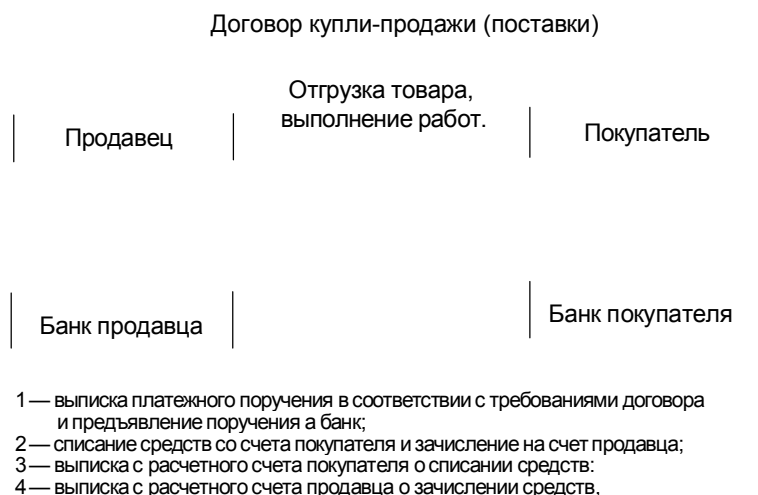 Договор купли-продажи (поставки)
Отгрузка товара,
выполнение работ.
Продавец
Покупатель
Банк продавца
Банк покупателя
1 — выписка платежного поручения в соответствии с требованиями договора
и предъявление поручения а банк;
2 — списание средств со счета покупателя и зачисление на счет продавца;
3 — выписка с расчетного счета покупателя о списании средств:
4 — выписка с расчетного счета продавца о зачислении средств,